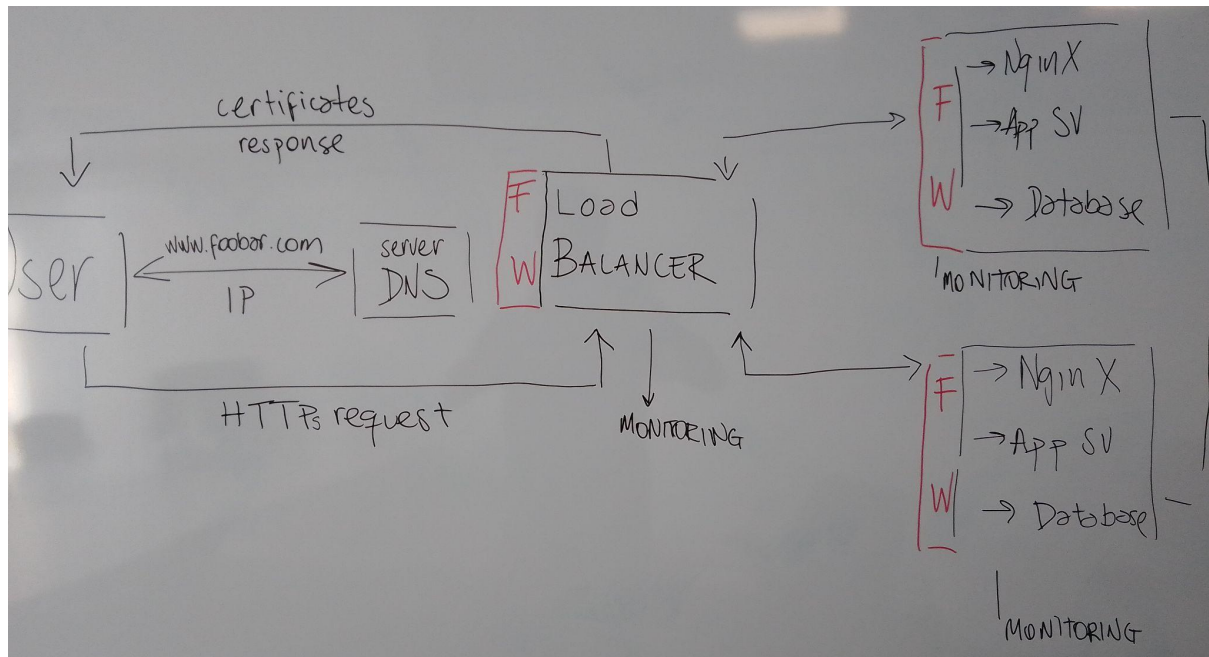 certificates
response
User
www.foobar.com
IP
server
DNS
F
W
Load
BALANCER
HTTPs request
MONITORING
F
W
Nginx
App SV
Database
MONITORING
F
W
Nginx
App SV
Database
MONITORING